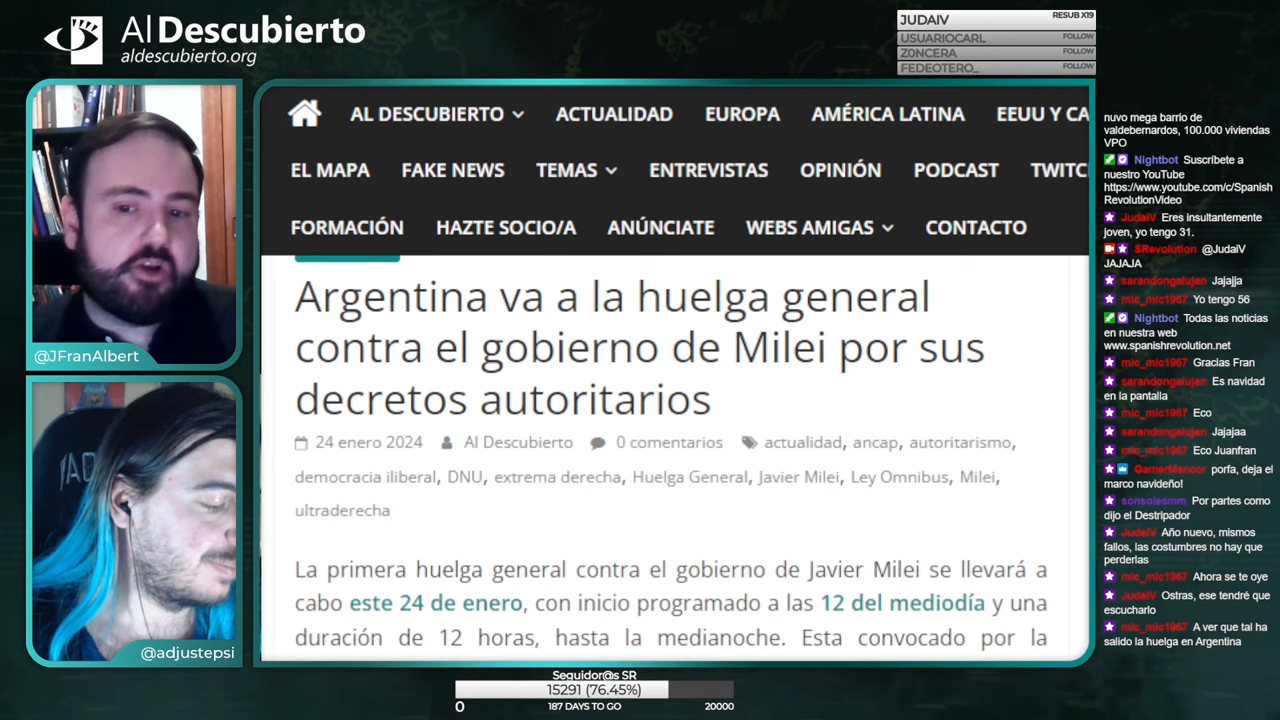 Al Descubierto
aldescubierto.org
JUDAIV RESUB X19
USUARIOCARL FOLLOW
Z0NCERA FOLLOW
FEDEOTERO_ FOLLOW
@JFranAlbert
@adjustepsi
AL DESCUBIERTO ACTUALIDAD EUROPA AMÉRICA LATINA EEUU Y CA
EL MAPA FAKE NEWS TEMAS ENTREVISTAS OPINIÓN PODCAST TWITC
FORMACIÓN HAZTE SOCIO/A ANÚNCIATE WEBS AMIGAS CONTACTO
Argentina va a la huelga general
contra el gobierno de Milei por sus
decretos autoritarios
24 enero 2024 Al Descubierto 0 comentarios actualidad, ancap, autoritarismo,
democracia iliberal, DNU, extrema derecha, Huelga General, Javier Milei, Ley Omnibus, Milei,
ultraderecha
La primera huelga general contra el gobierno de Javier Milei se llevará a
cabo este 24 de enero, con inicio programado a las 12 del mediodía y una
duración de 12 horas, hasta la medianoche. Esta convocado por la
nuvo mega barrio de
valdebernardos, 100.000 viviendas
VPO
Nightbot Suscríbete a
nuestro YouTube
https://www.youtube.com/c/Spanish
RevolutionVideo
JudaiV Eres insultantemente
joven, yo tengo 31.
SRevolution @JudaiV
JAJAJA
sarandongalujan Jajajja
mic_mic1967 Yo tengo 56
Nightbot Todas las noticias
en nuestra web
www.spanishrevolution.net
mic_mic1967 Gracias Fran
sarandongalujan Es navidad
en la pantalla
mic_mic1967 Eco
sarandongalujan Jajajaa
mic_mic1967 Eco Juanfran
GamerMancor porfa, deja el
marco navideño!
sonsolesmm Por partes como
dijo el Destripador
JudaiV Año nuevo, mismos
fallos, las costumbres no hay que
perderlas
mic_mic1967 Ahora se te oye
JudaiV Ostras, ese tendré que
escucharlo
mic_mic1967 A ver que tal ha
salido la huelga en Argentina
Seguidor@s SR
15291 (76.45%)
0 187 DAYS TO GO 20000